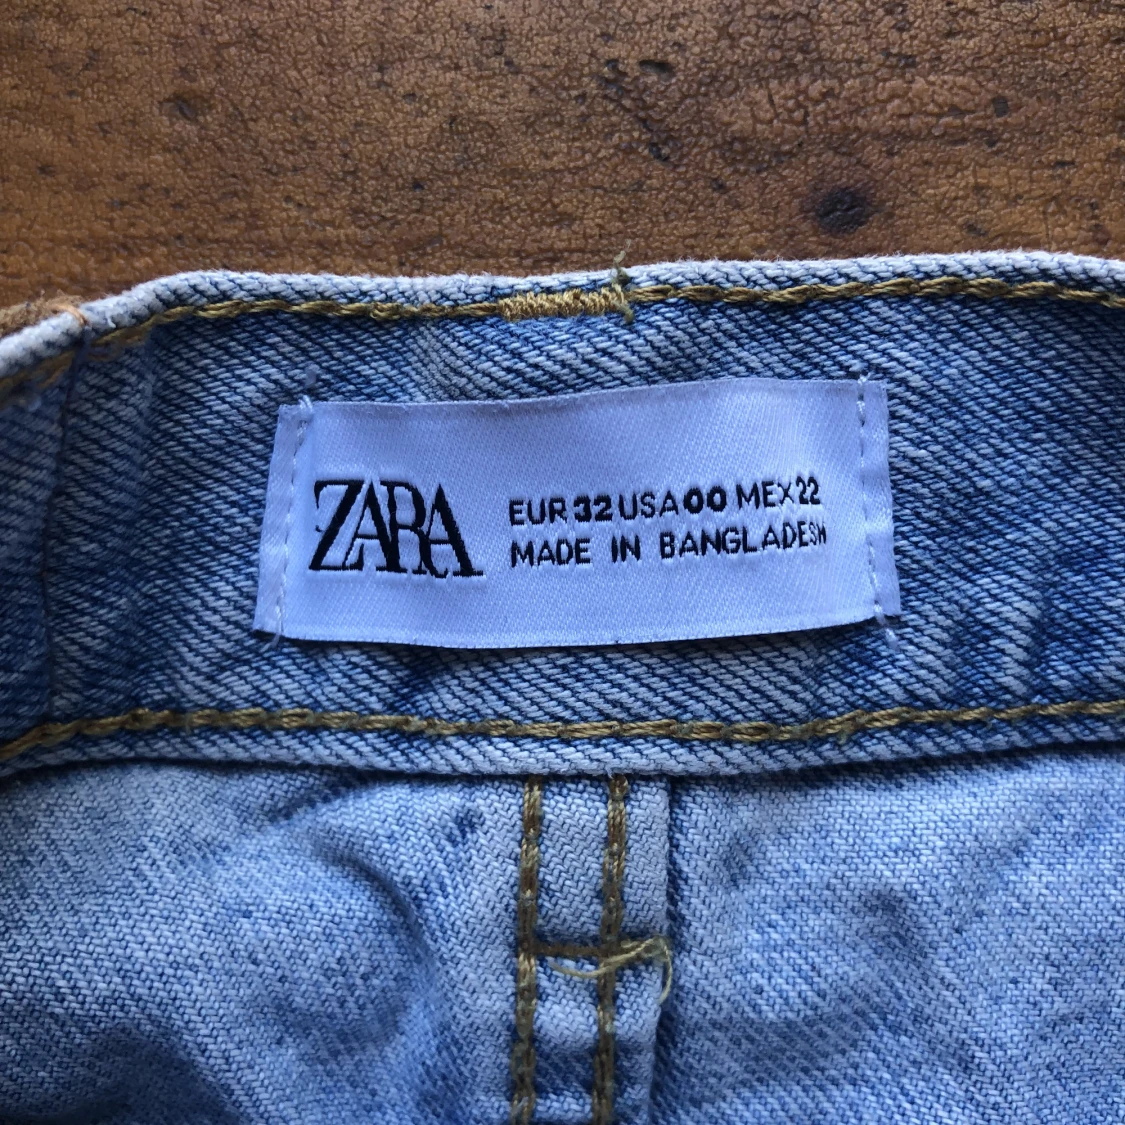 ZARA
EUR 32 USA 00 MEX 22
MADE IN BANGLADESH